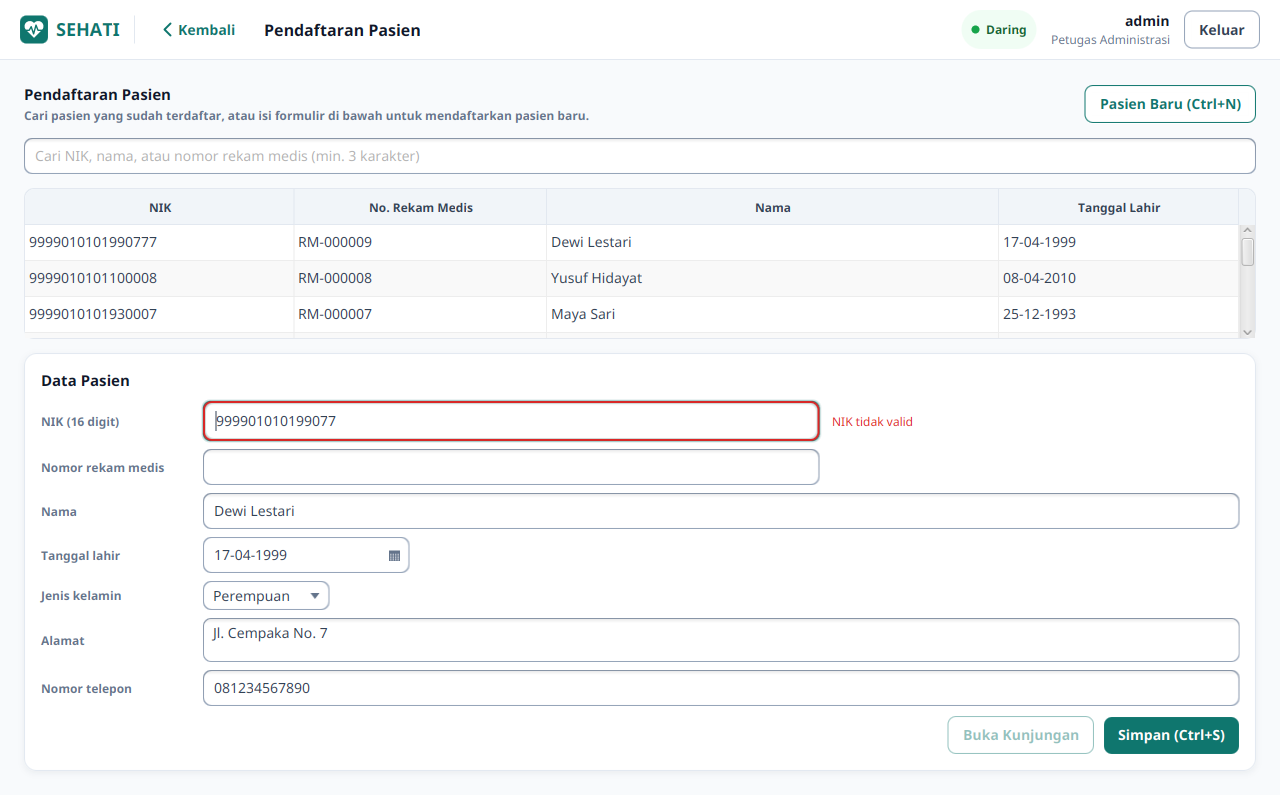 SEHATI
Kembali
Pendaftaran Pasien
Daring
admin
Petugas Administrasi
Keluar
Pendaftaran Pasien
Cari pasien yang sudah terdaftar, atau isi formulir di bawah untuk mendaftarkan pasien baru.
Pasien Baru (Ctrl+N)
Cari NIK, nama, atau nomor rekam medis (min. 3 karakter)
NIK No. Rekam Medis Nama Tanggal Lahir
9999010101990777 RM-000009 Dewi Lestari 17-04-1999
9999010101100008 RM-000008 Yusuf Hidayat 08-04-2010
9999010101930007 RM-000007 Maya Sari 25-12-1993
Data Pasien
NIK (16 digit) 999901010199077 NIK tidak valid
Nomor rekam medis
Nama Dewi Lestari
Tanggal lahir 17-04-1999
Jenis kelamin Perempuan
Alamat Jl. Cempaka No. 7
Nomor telepon 081234567890
Buka Kunjungan Simpan (Ctrl+S)